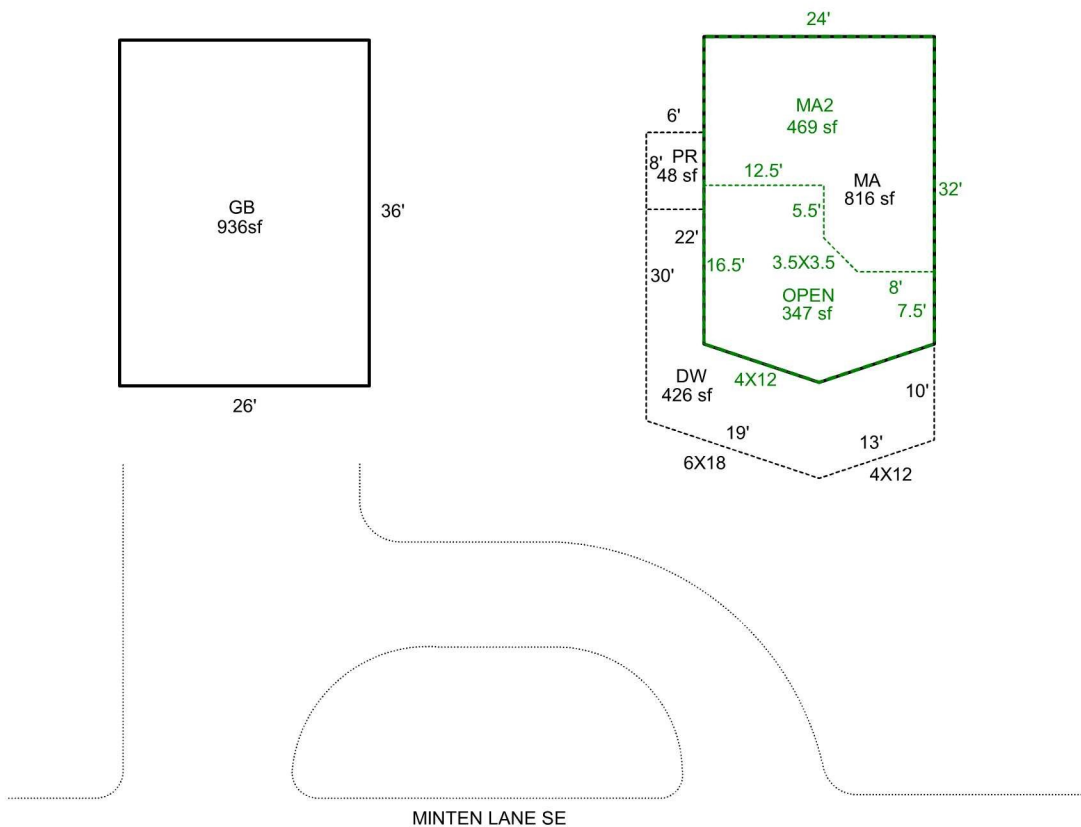 24'
MA2
469 sf
6'
8'
PR
48 sf
12.5'
MA
816 sf
32'
GB
936sf
36'
5.5'
22'
16.5'
3.5X3.5
30'
8'
OPEN
347 sf
7.5'
DW
426 sf
4X12
10'
26'
19'
13'
6X18
4X12
MINTEN LANE SE